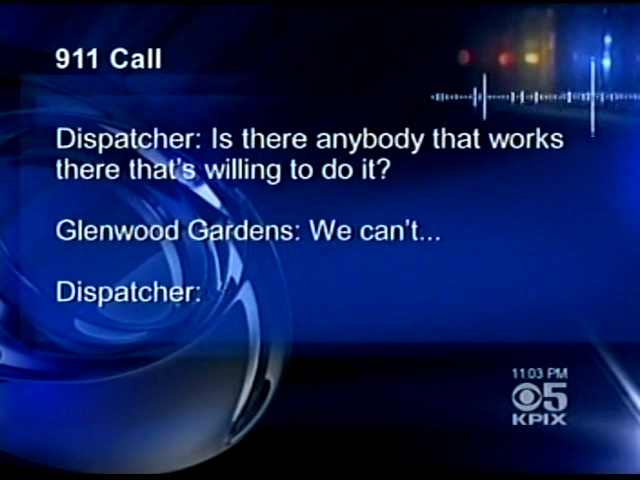 911 Call
Dispatcher: Is there anybody that works
there that's willing to do it?
Glenwood Gardens: We can't...
Dispatcher:
11:03 PM
5
KPIX